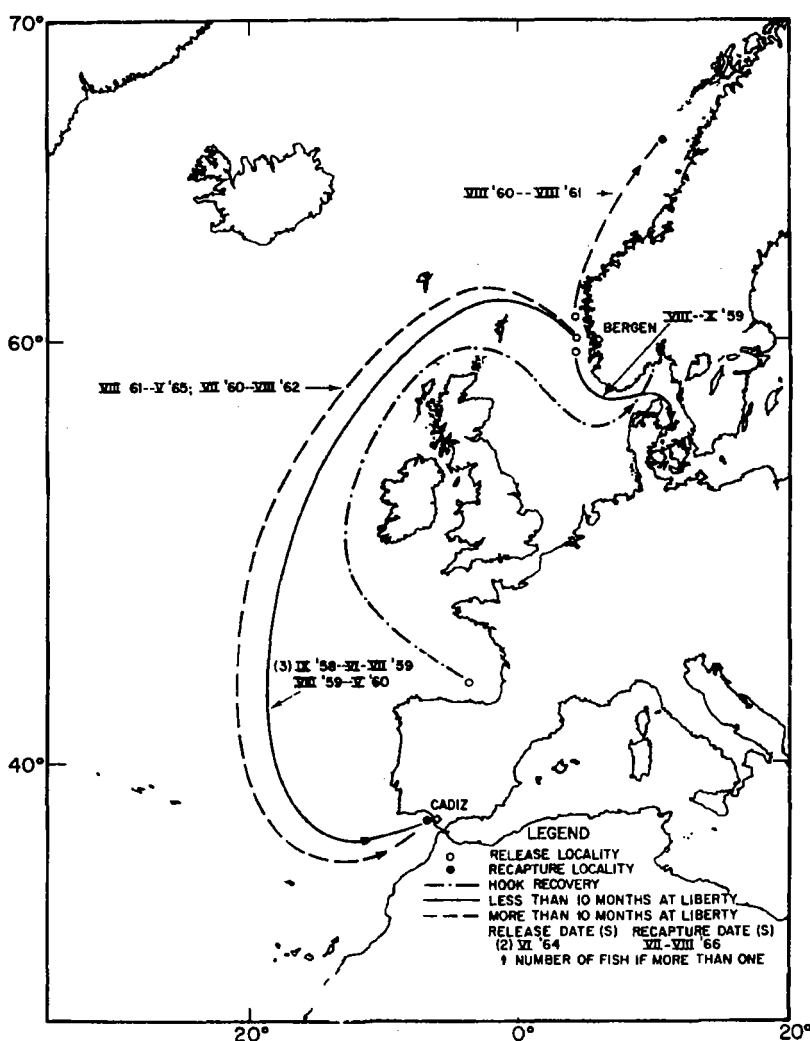 70°
VIII '60--VIII '61
BERGEN
VIII--X '59
60°
VIII 61--V '65; VII '60--VIII '62
(3) IX '58--VI-VII '59
VIII '59--V '60
40°
CADIZ
LEGEND
RELEASE LOCALITY
RECAPTURE LOCALITY
HOOK RECOVERY
LESS THAN 10 MONTHS AT LIBERTY
MORE THAN 10 MONTHS AT LIBERTY
RELEASE DATE (S) RECAPTURE DATE (S)
(2) VI '64 VII-VIII '66
NUMBER OF FISH IF MORE THAN ONE
20° 0° 20°